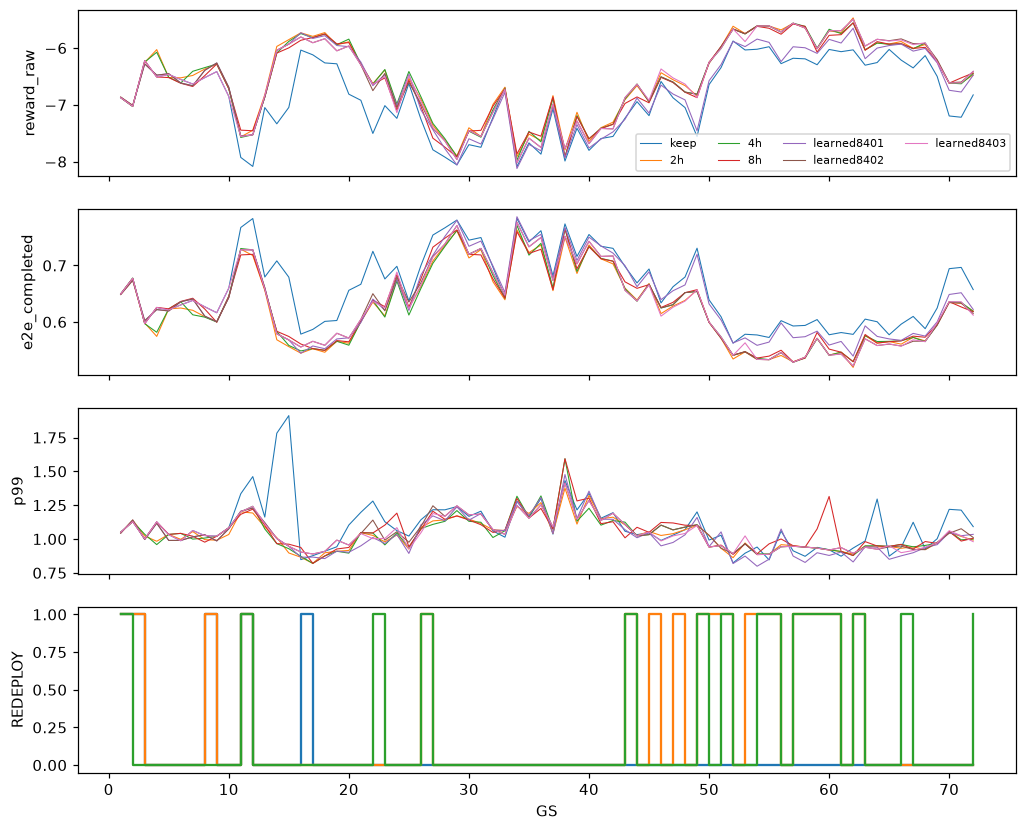 reward_raw
−6
−7
−8
keep
4h
learned8401
learned8403
2h
8h
learned8402
e2e_completed
0.7
0.6
p99
1.75
1.50
1.25
1.00
0.75
REDEPLOY
1.00
0.75
0.50
0.25
0.00
0 10 20 30 40 50 60 70
GS